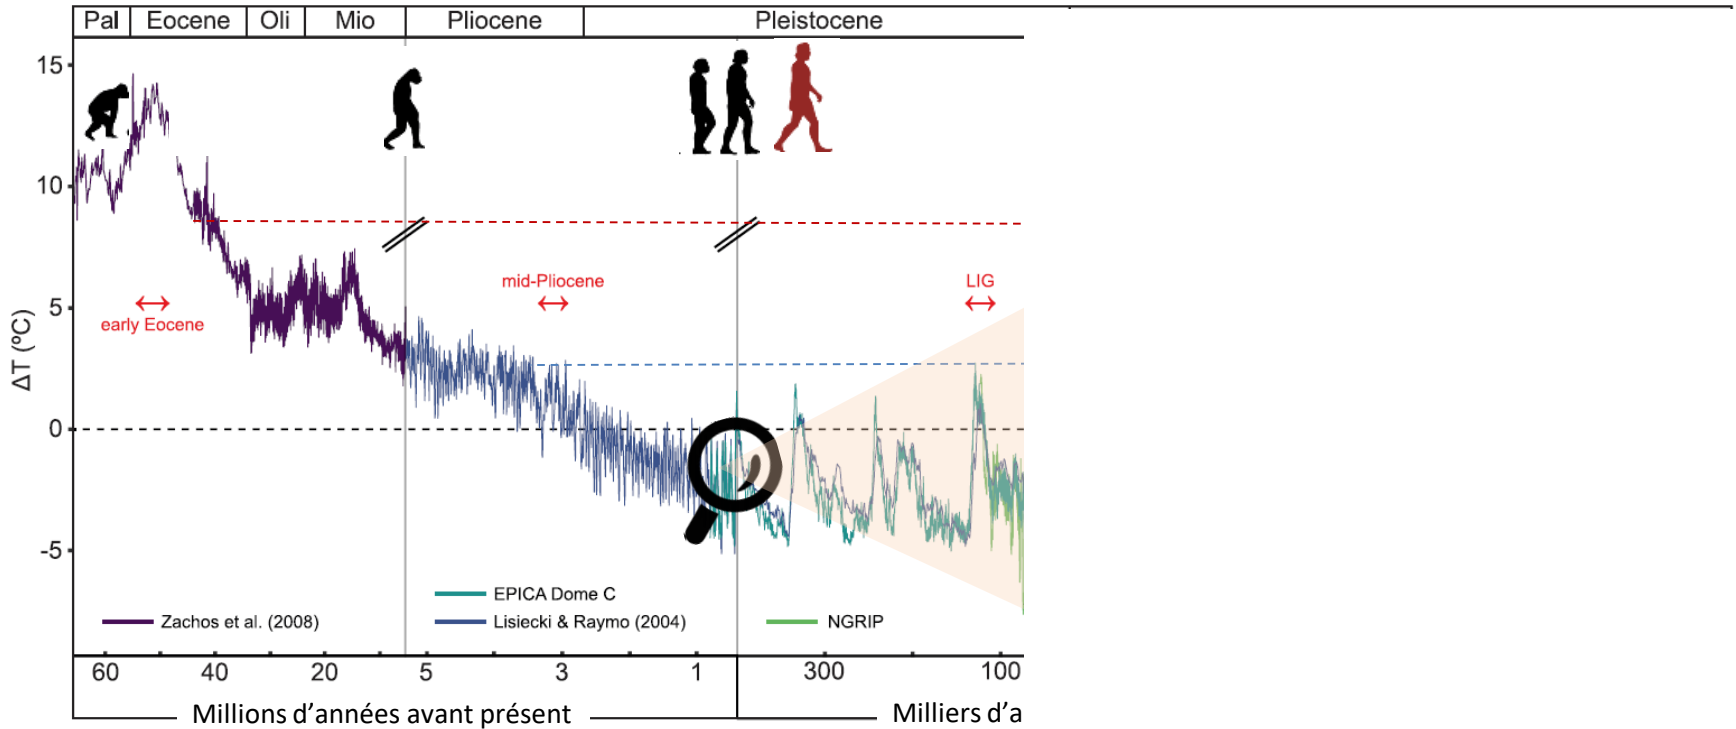 Pal Eocene Oli Mio Pliocene Pleistocene
15
10
5
0
-5
ΔT (ºC)
mid-Pliocene
LIG
early Eocene
EPICA Dome C
Zachos et al. (2008)
Lisiecki & Raymo (2004)
NGRIP
60 40 20 5 3 1 300 100
Millions d’années avant présent
Milliers d’a